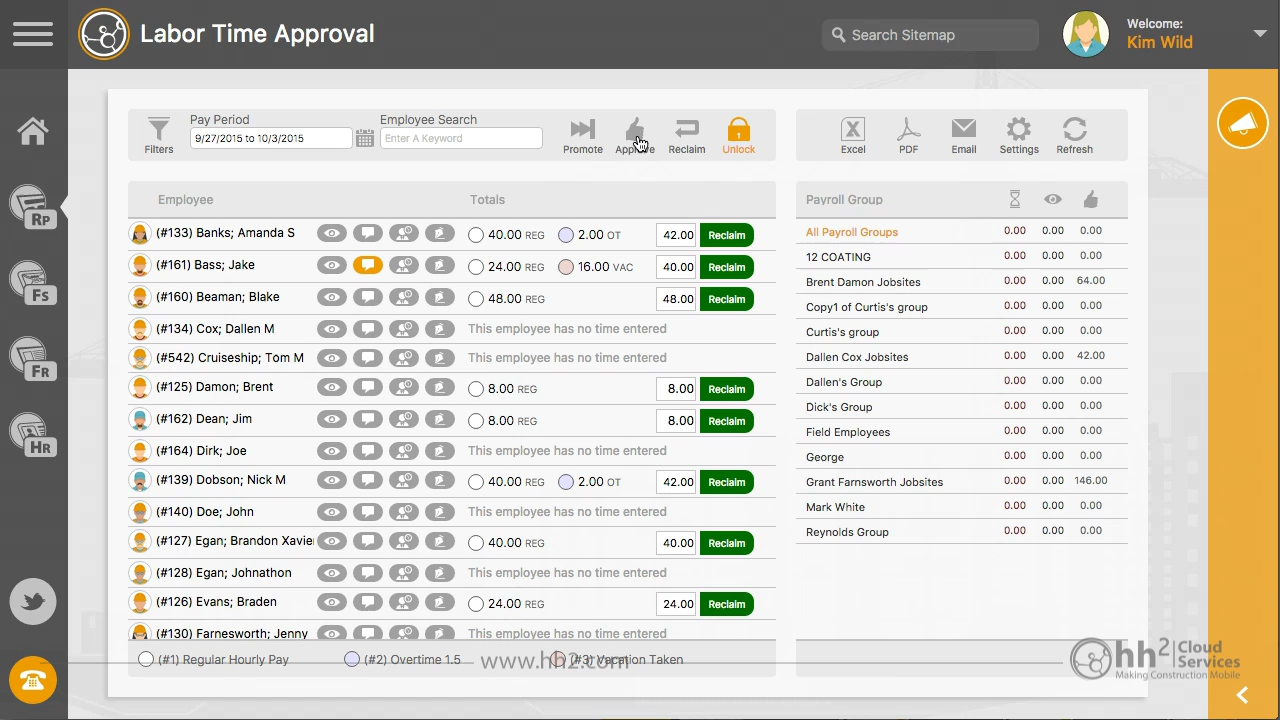 Labor Time Approval
Search Sitemap
Welcome:
Kim Wild
Rp
Fs
Fr
HR
Filters
Pay Period
9/27/2015 to 10/3/2015
Employee Search
Enter A Keyword
Promote
Approve
Reclaim
Unlock
Excel
PDF
Email
Settings
Refresh
Employee Totals
(#133) Banks; Amanda S 40.00 REG 2.00 OT 42.00 Reclaim
(#161) Bass; Jake 24.00 REG 16.00 VAC 40.00 Reclaim
(#160) Beaman; Blake 48.00 REG 48.00 Reclaim
(#134) Cox; Dallen M This employee has no time entered
(#542) Cruiseship; Tom M This employee has no time entered
(#125) Damon; Brent 8.00 REG 8.00 Reclaim
(#162) Dean; Jim 8.00 REG 8.00 Reclaim
(#164) Dirk; Joe This employee has no time entered
(#139) Dobson; Nick M 40.00 REG 2.00 OT 42.00 Reclaim
(#140) Doe; John This employee has no time entered
(#127) Egan; Brandon Xavie 40.00 REG 40.00 Reclaim
(#128) Egan; Johnathon This employee has no time entered
(#126) Evans; Braden 24.00 REG 24.00 Reclaim
(#130) Farnesworth; Jenny This employee has no time entered
(#1) Regular Hourly Pay (#2) Overtime 1.5 (#3) Vacation Taken
Payroll Group
All Payroll Groups 0.00 0.00 0.00
12 COATING 0.00 0.00 0.00
Brent Damon Jobsites 0.00 0.00 64.00
Copy1 of Curtis's group 0.00 0.00 0.00
Curtis's group 0.00 0.00 0.00
Dallen Cox Jobsites 0.00 0.00 42.00
Dallen's Group 0.00 0.00 0.00
Dick's Group 0.00 0.00 0.00
Field Employees 0.00 0.00 0.00
George 0.00 0.00 0.00
Grant Farnsworth Jobsites 0.00 0.00 146.00
Mark White 0.00 0.00 0.00
Reynolds Group 0.00 0.00 0.00
www.hh2.com
hh2 Cloud Services
Making Construction Mobile